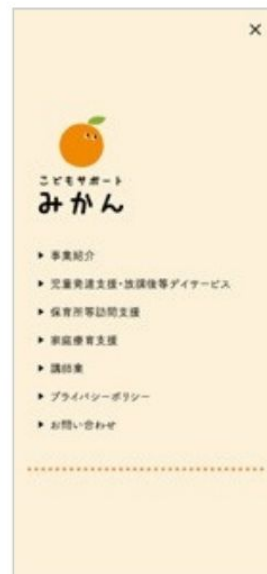 ×
こどもサポート
みかん
▶ 事業紹介
▶ 児童発達支援・放課後等デイサービス
▶ 保育所等訪問支援
▶ 家庭療育支援
▶ 講師業
▶ プライバシーポリシー
▶ お問い合わせ